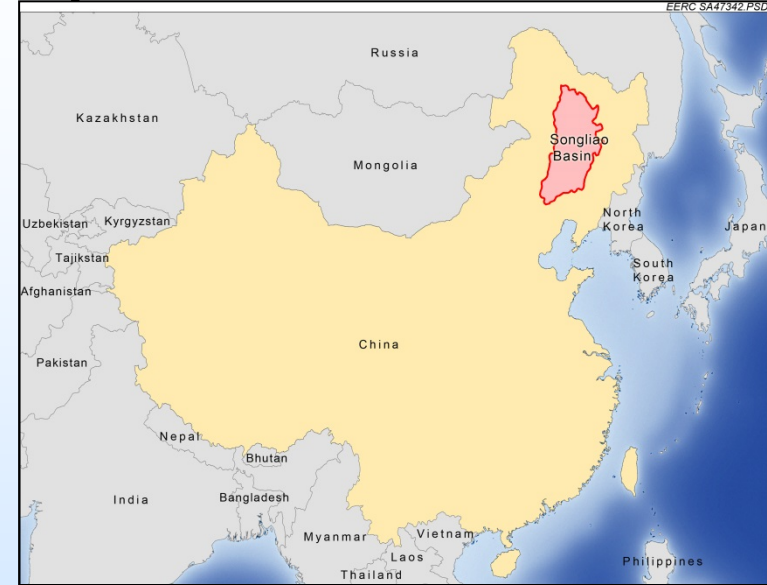 EERC SA47342.PSD
Russia
Kazakhstan
Songliao
Basin
Mongolia
North
Korea
Uzbekistan
Kyrgyzstan
Japan
Tajikstan
South
Korea
Afghanistan
China
Pakistan
Nepal
Bhutan
India
Bangladesh
Myanmar
Vietnam
Laos
Thailand
Philippines